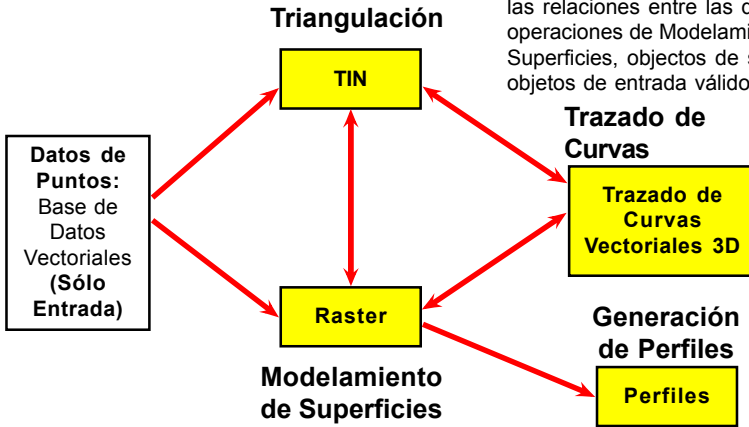 Triangulación
las relaciones entre las
operaciones de
Superficies, objectos de
objetos de entrada
TIN
Trazado de
Curvas
Datos de
Puntos:
Base de
Datos
Vectoriales
(Sólo
Entrada)
Trazado de
Curvas
Vectoriales 3D
Raster
Modelamiento
de Superficies
Generación
de Perfiles
Perfiles